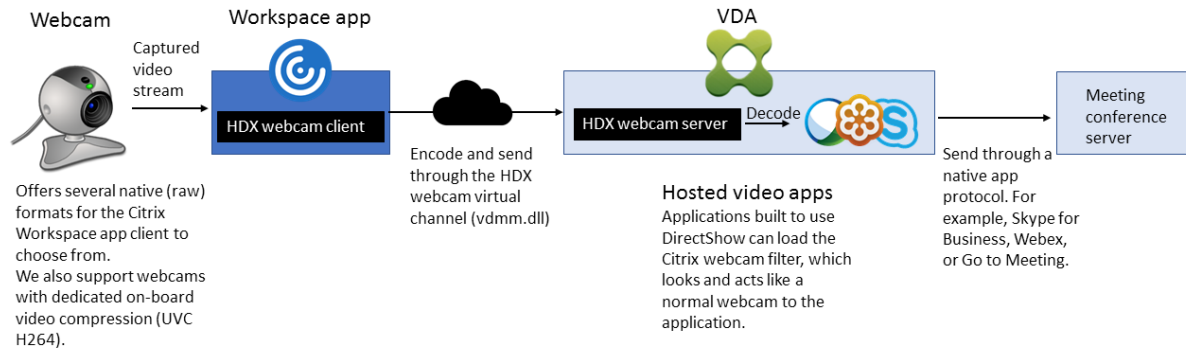 Webcam
Workspace app
VDA
Captured
video
stream
HDX webcam client
HDX webcam server
Decode
Meeting
conference
server
Offers several native (raw)
formats for the Citrix
Workspace app client to
choose from.
We also support webcams
with dedicated on-board
video compression (UVC
H264).
Encode and send
through the HDX
webcam virtual
channel (vdmm.dll)
Hosted video apps
Applications built to use
DirectShow can load the
Citrix webcam filter, which
looks and acts like a
normal webcam to the
application.
Send through a
native app
protocol. For
example, Skype for
Business, Webex,
or Go to Meeting.